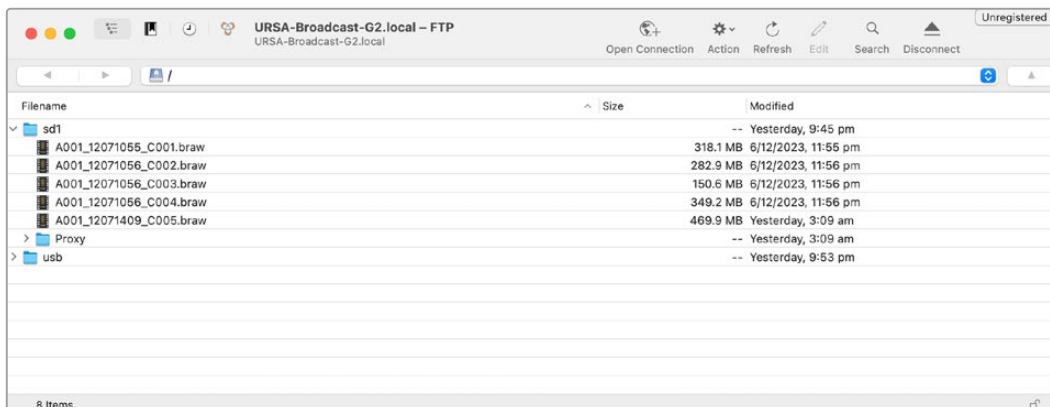 Unregistered
URSA-Broadcast-G2.local – FTP
URSA-Broadcast-G2.local
Open Connection Action Refresh Edit Search Disconnect
/
Filename Size Modified
sd1 -- Yesterday, 9:45 pm
A001_12071055_C001.braw 318.1 MB 6/12/2023, 11:55 pm
A001_12071056_C002.braw 282.9 MB 6/12/2023, 11:56 pm
A001_12071056_C003.braw 150.6 MB 6/12/2023, 11:56 pm
A001_12071056_C004.braw 349.2 MB 6/12/2023, 11:56 pm
A001_12071409_C005.braw 469.9 MB Yesterday, 3:09 am
Proxy -- Yesterday, 3:09 am
usb -- Yesterday, 9:53 pm
8 Items